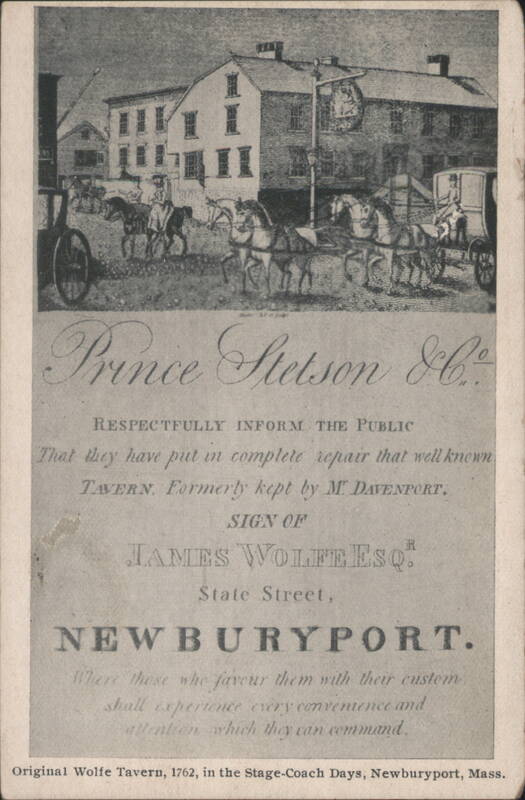 Prince Stetson & Co.
RESPECTFULLY INFORM THE PUBLIC
That they have put in complete repair that well known
TAVERN. Formerly kept by Mr DAVENPORT.
SIGN OF
JAMES WOLFE ESQR.
State Street,
NEWBURYPORT.
Where those who favour them with their custom
shall experience every convenience and
attention which they can command.
Original Wolfe Tavern, 1762, in the Stage-Coach Days, Newburyport, Mass.